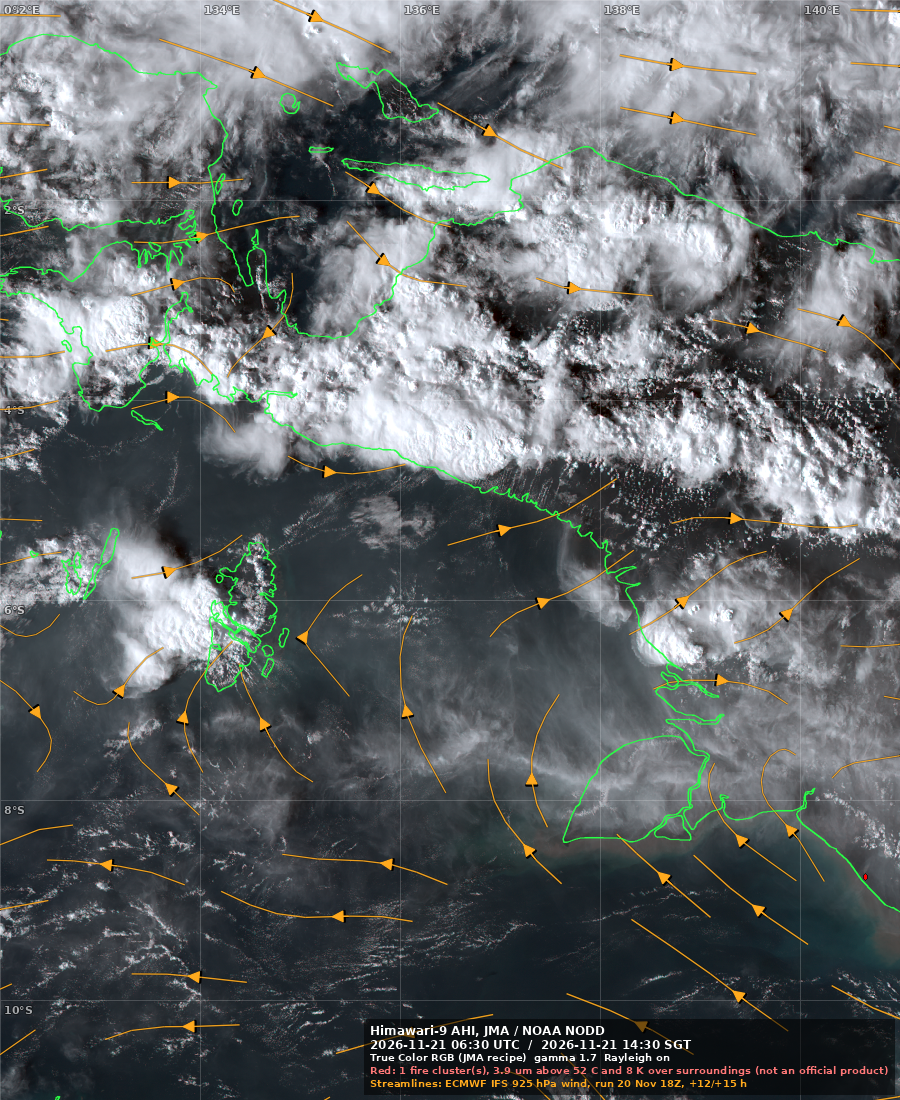 0°2°E 134°E 136°E 138°E 140°E
2°S
4°S
6°S
8°S
10°S
Himawari-9 AHI, JMA / NOAA NODD
2026-11-21 06:30 UTC / 2026-11-21 14:30 SGT
True Color RGB (JMA recipe) gamma 1.7 Rayleigh on
Red: 1 fire cluster(s), 3.9 um above 52 C and 8 K over surroundings (not an official product)
Streamlines: ECMWF IFS 925 hPa wind, run 20 Nov 18Z, +12/+15 h